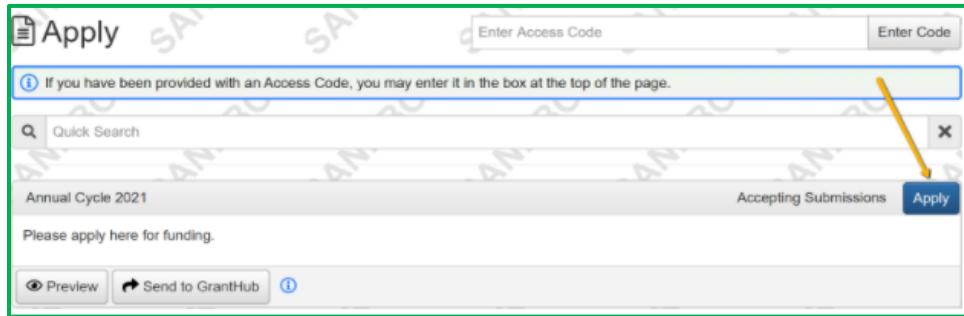 Apply
Enter Access Code
Enter Code
If you have been provided with an Access Code, you may enter it in the box at the top of the page.
Quick Search
Annual Cycle 2021
Accepting Submissions
Apply
Please apply here for funding.
Preview
Send to GrantHub